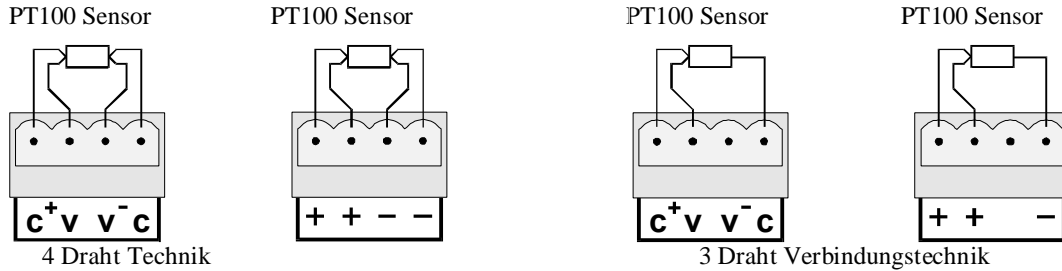 PT100 Sensor PT100 Sensor PT100 Sensor PT100 Sensor
c + v v - c + + − − c + v v - c + + −
4 Draht Technik 3 Draht Verbindungstechnik